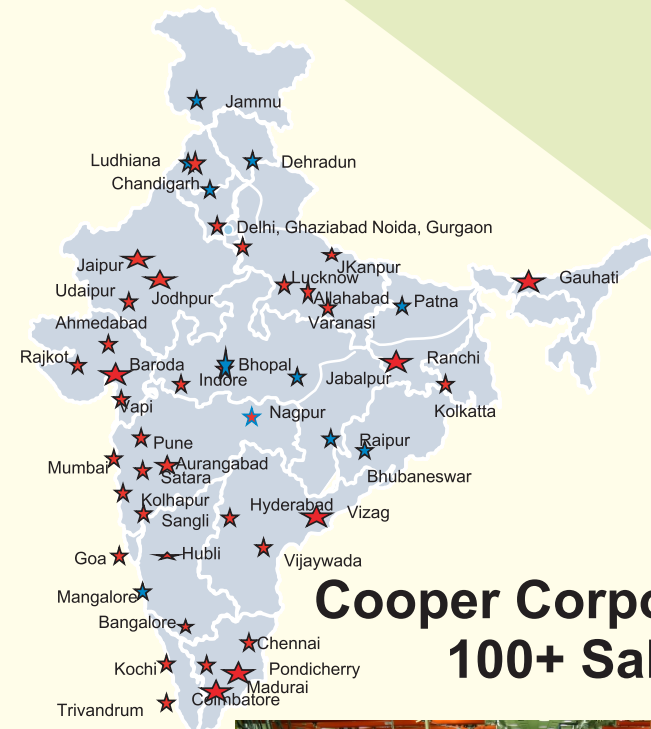 Jammu
Ludhiana
Dehradun
Chandigarh
Delhi, Ghaziabad Noida, Gurgaon
Jaipur
JKanpur
Lucknow
Gauhati
Udaipur
Jodhpur
Allahabad
Patna
Ahmedabad
Varanasi
Rajkot
Baroda
Bhopal
Ranchi
Indore
Jabalpur
Vapi
Nagpur
Kolkatta
Pune
Raipur
Mumbai
Aurangabad
Satara
Bhubaneswar
Kolhapur
Hyderabad
Sangli
Vizag
Goa
Hubli
Vijaywada
Mangalore
Cooper Corpo
Bangalore
Chennai
100+ Sal
Kochi
Pondicherry
Madurai
Coimbatore
Trivandrum